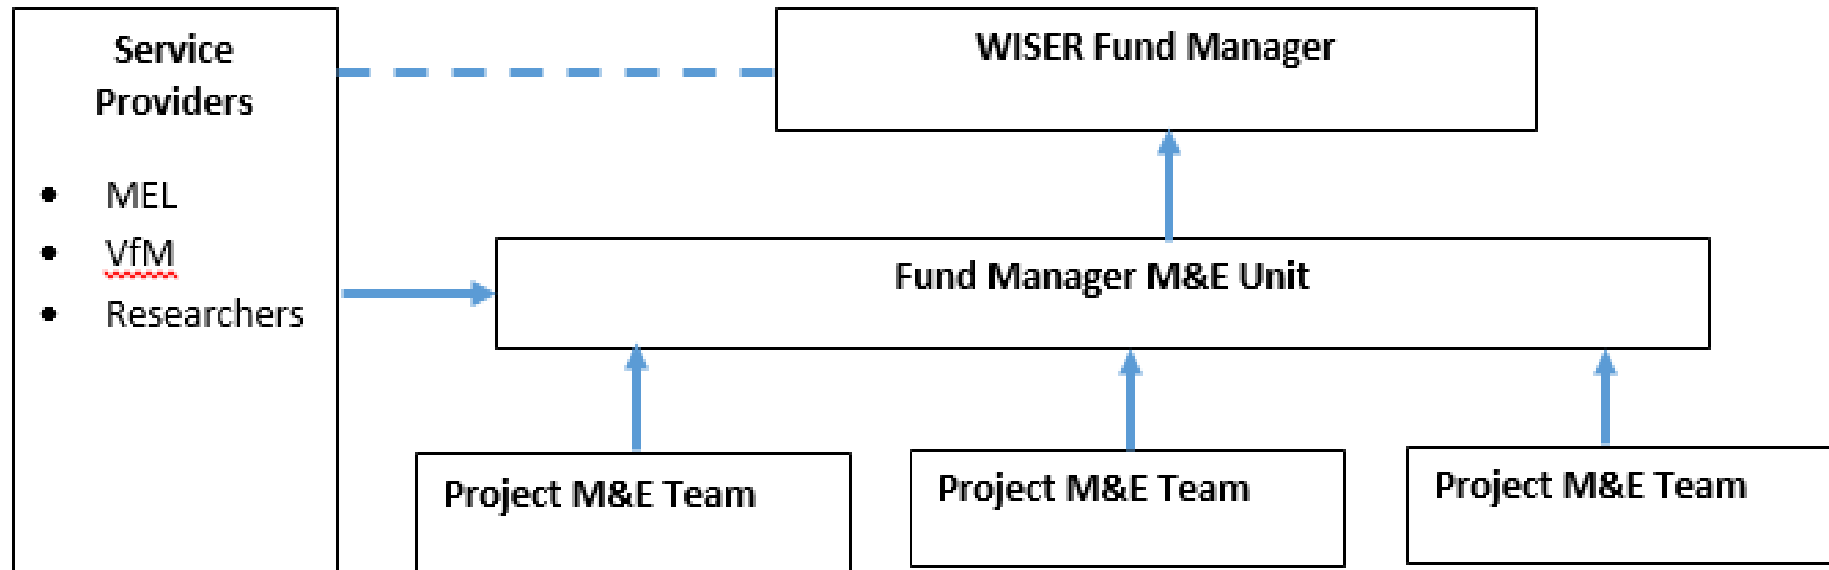 Service
Providers
• MEL
• VfM
• Researchers
WISER Fund Manager
Fund Manager M&E Unit
Project M&E Team
Project M&E Team
Project M&E Team